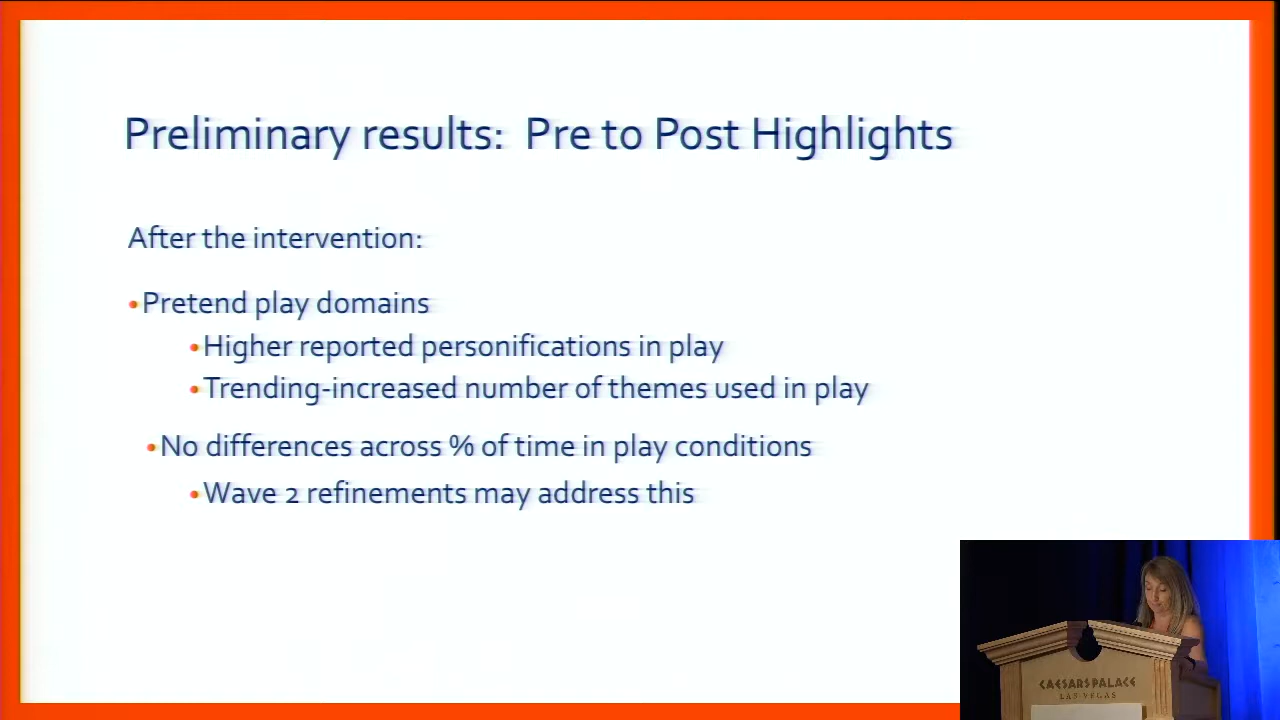 Preliminary results: Pre to Post Highlights
After the intervention:
•Pretend play domains
•Higher reported personifications in play
•Trending-increased number of themes used in play
•No differences across % of time in play conditions
•Wave 2 refinements may address this
CAESARS PALACE
LAS VEGAS